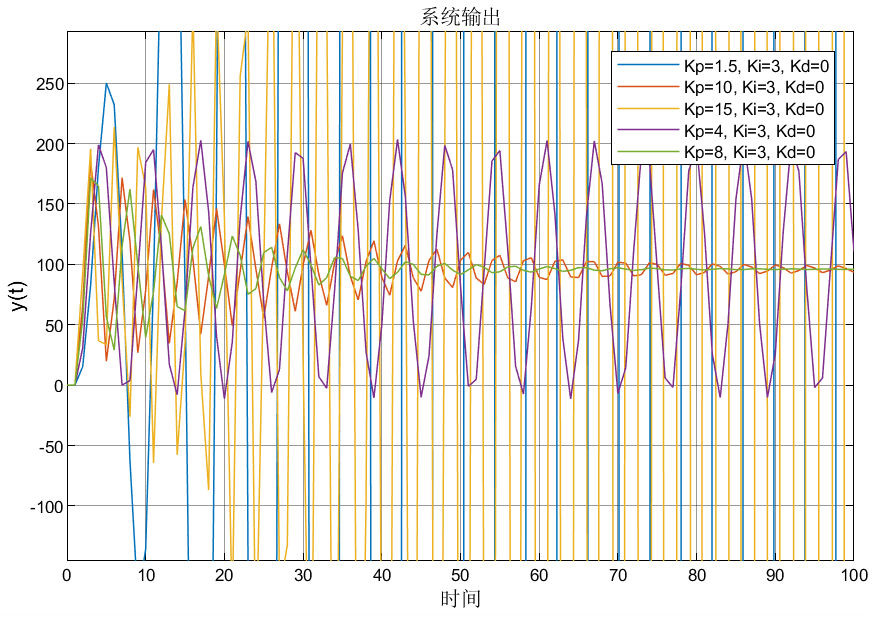 系统输出
250
200
150
100
50
0
-50
-100
y(t)
Kp=1.5, Ki=3, Kd=0
Kp=10, Ki=3, Kd=0
Kp=15, Ki=3, Kd=0
Kp=4, Ki=3, Kd=0
Kp=8, Ki=3, Kd=0
0 10 20 30 40 50 60 70 80 90 100
时间